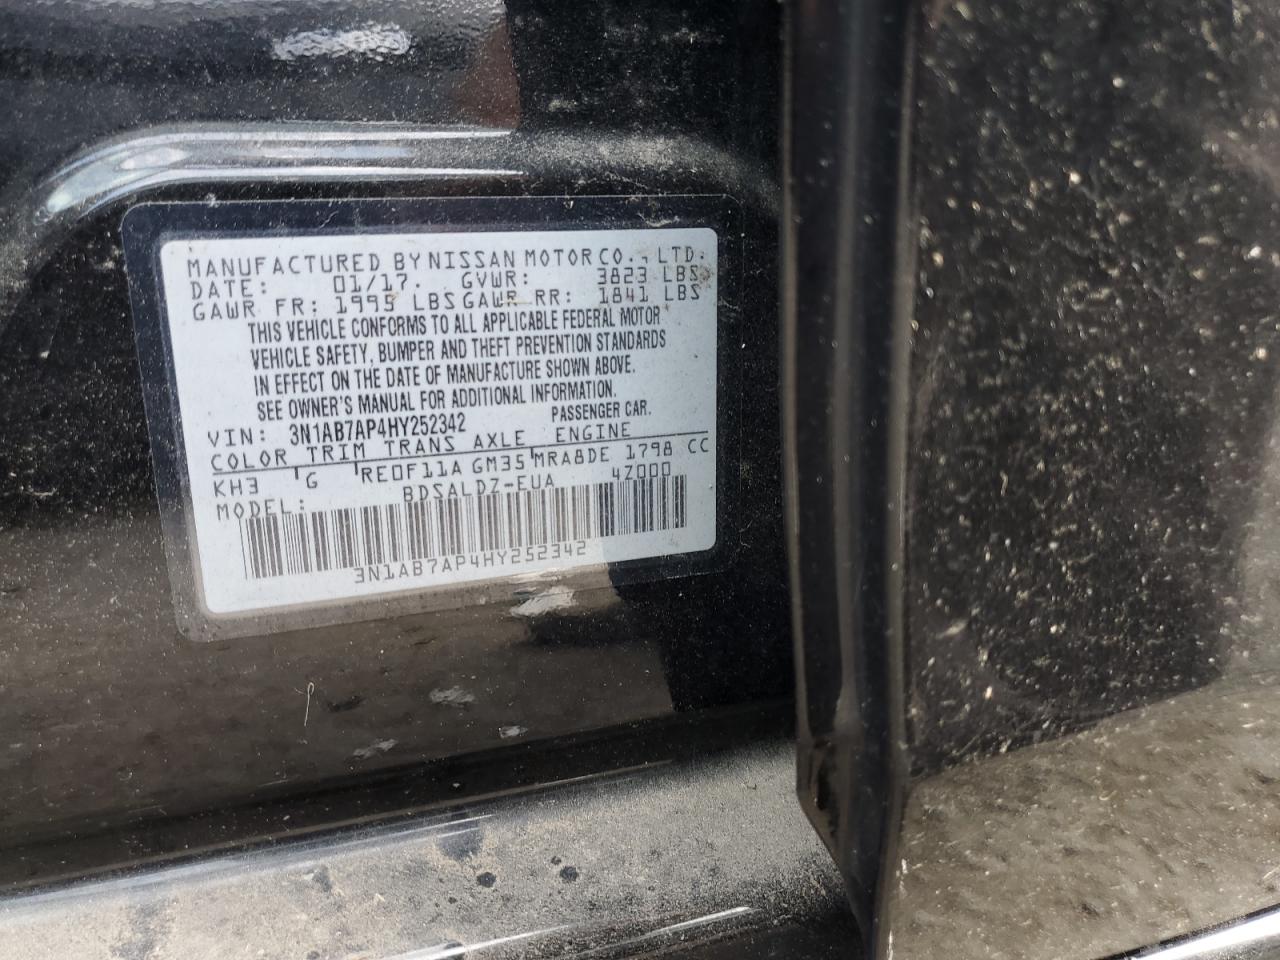 MANUFACTURED BY NISSAN MOTOR CO., LTD.
DATE: 01/17. GVWR: 3823 LBS
GAWR FR: 1995 LBS GAWR RR: 1841 LBS
THIS VEHICLE CONFORMS TO ALL APPLICABLE FEDERAL MOTOR
VEHICLE SAFETY, BUMPER AND THEFT PREVENTION STANDARDS
IN EFFECT ON THE DATE OF MANUFACTURE SHOWN ABOVE.
SEE OWNER'S MANUAL FOR ADDITIONAL INFORMATION.
VIN: 3N1AB7AP4HY252342 PASSENGER CAR.
COLOR TRIM TRANS AXLE ENGINE
KH3 G RE0F11A GM35 MRA8DE 1798 CC
MODEL: BDSALDZ-EUA 4Z000
3N1AB7AP4HY252342